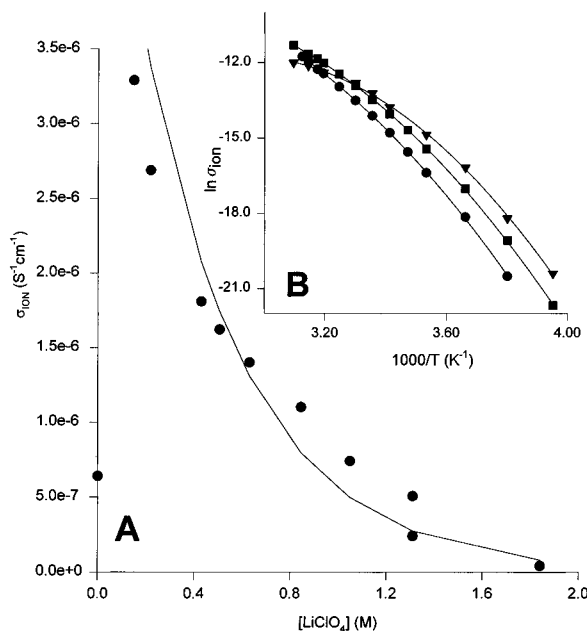 3.5e-6
3.0e-6
2.5e-6
2.0e-6
1.5e-6
1.0e-6
5.0e-7
0.0e+0
σION (S⁻¹cm⁻¹)
0.0
0.4
0.8
1.2
1.6
2.0
[LiClO₄] (M)
A
-12.0
-15.0
-18.0
-21.0
ln σion
3.20
3.60
4.00
1000/T (K⁻¹)
B